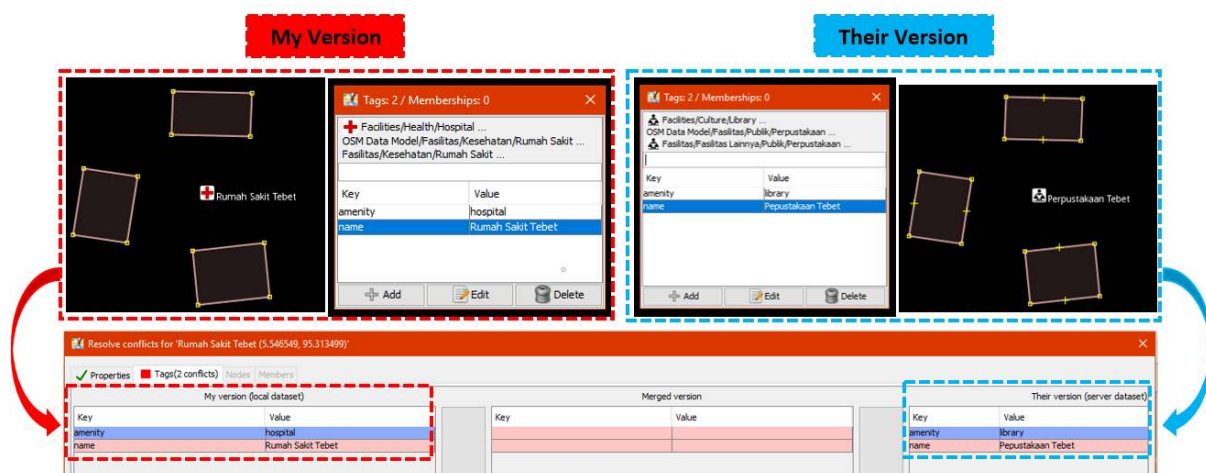 My Version
Their Version
Tags: 2 / Memberships: 0
Facilities/Health/Hospital ...
OSM Data Model/Fasilitas/Kesehatan/Rumah Sakit ...
Fasilitas/Kesehatan/Rumah Sakit ...
Key Value
amenity hospital
name Rumah Sakit Tebet
Add Edit Delete
Rumah Sakit Tebet
Tags: 2 / Memberships: 0
Facilities/Culture/Library ...
OSM Data Model/Fasilitas/Publik/Perpustakaan ...
Fasilitas/Fasilitas Lainnya/Publik/Perpustakaan ...
Key Value
amenity library
name Pepustakaan Tebet
Add Edit Delete
Perpustakaan Tebet
Resolve conflicts for 'Rumah Sakit Tebet (5.546549, 95.313499)'
Properties Tags(2 conflicts) Nodes Members
My version (local dataset) Merged version Their version (server dataset)
Key Value Key Value Key Value
amenity hospital amenity library
name Rumah Sakit Tebet name Pepustakaan Tebet